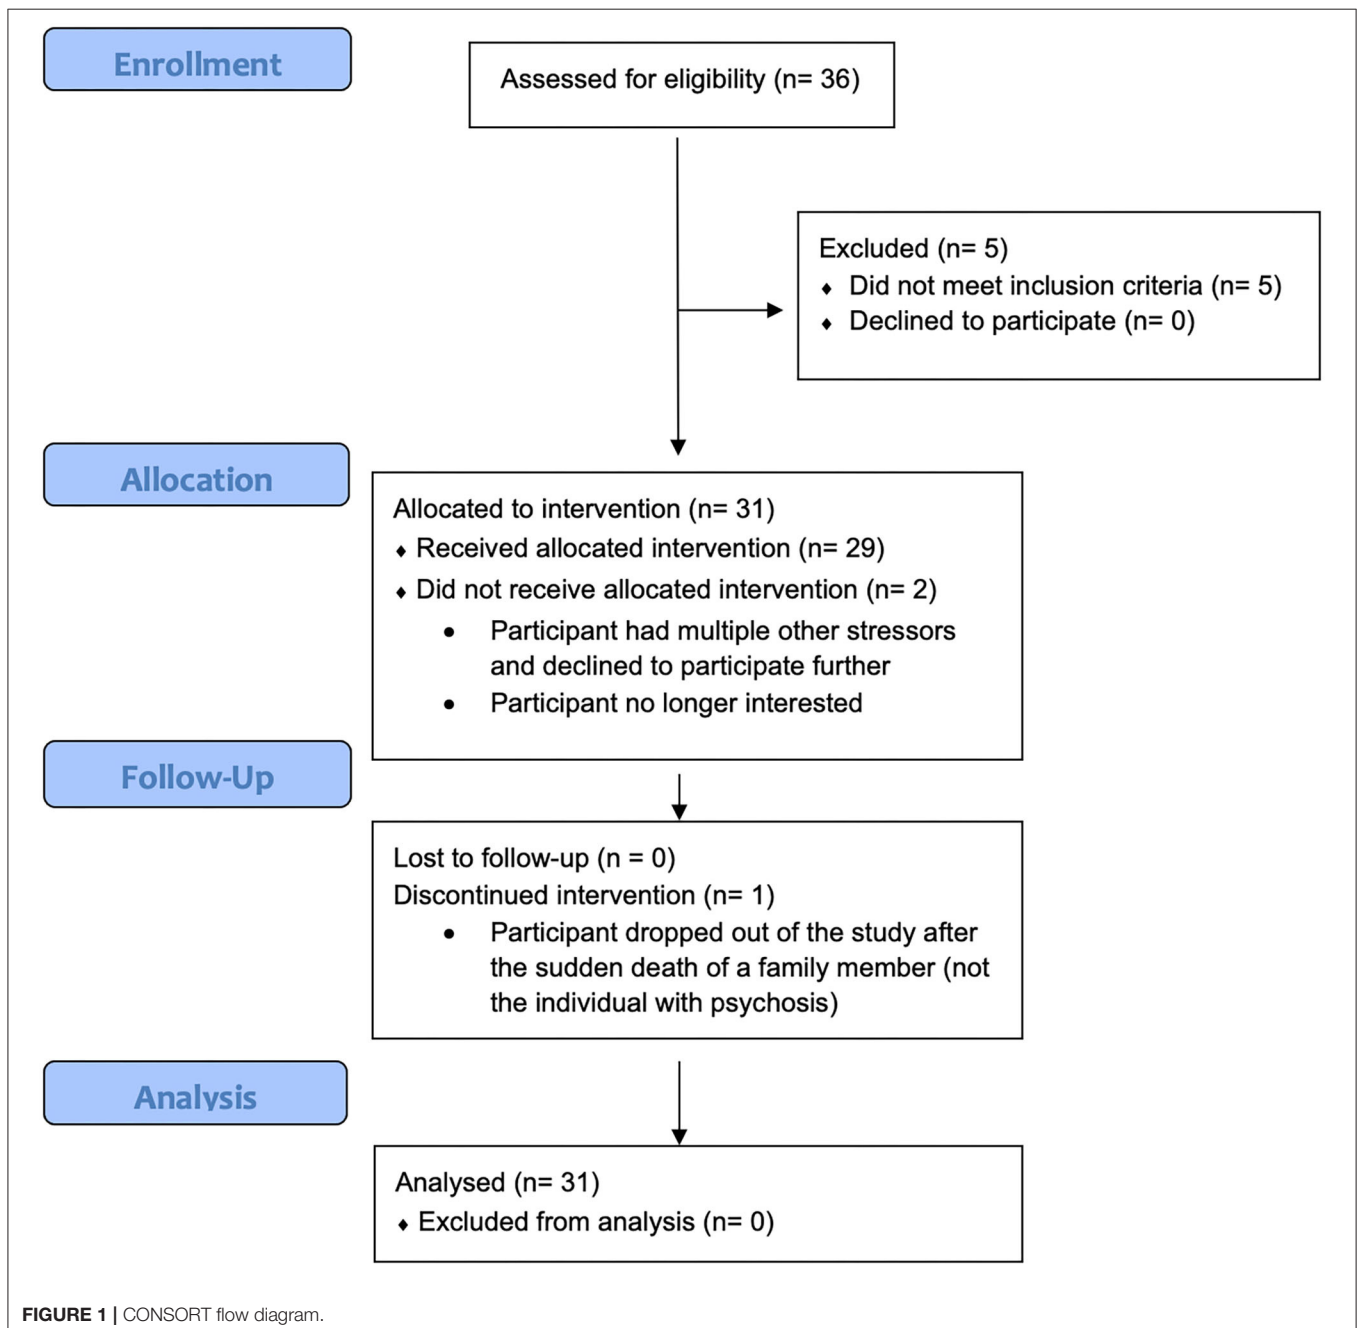 Enrollment
Assessed for eligibility (n= 36)
Excluded (n= 5)
♦ Did not meet inclusion criteria (n= 5)
♦ Declined to participate (n= 0)
Allocation
Allocated to intervention (n= 31)
♦ Received allocated intervention (n= 29)
♦ Did not receive allocated intervention (n= 2)
• Participant had multiple other stressors
and declined to participate further
• Participant no longer interested
Follow-Up
Lost to follow-up (n = 0)
Discontinued intervention (n= 1)
• Participant dropped out of the study after
the sudden death of a family member (not
the individual with psychosis)
Analysis
Analysed (n= 31)
♦ Excluded from analysis (n= 0)
FIGURE 1 | CONSORT flow diagram.